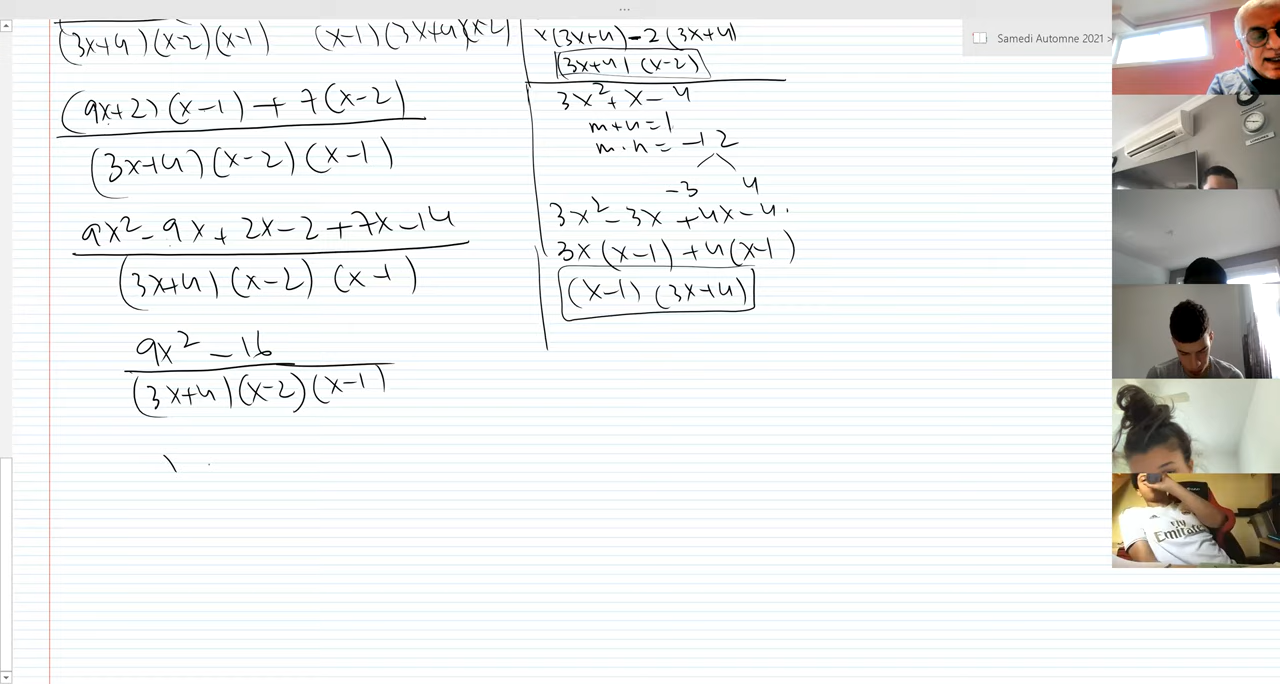 (3x+4)(x-2)(x-1) (x-1)(3x+4)(x-2)
(9x+2)(x-1) + 7(x-2)
(3x+4)(x-2)(x-1)
9x² - 9x + 2x - 2 + 7x - 14
(3x+4)(x-2)(x-1)
9x² - 16
(3x+4)(x-2)(x-1)
x(3x+4) - 2(3x+4)
(3x+4)(x-2)
3x² + x - 4
m+n=1
m·n = -12
-3 4
3x² - 3x + 4x - 4
3x(x-1) + 4(x-1)
(x-1)(3x+4)
Samedi Automne 2021 >
Fly
Emirates